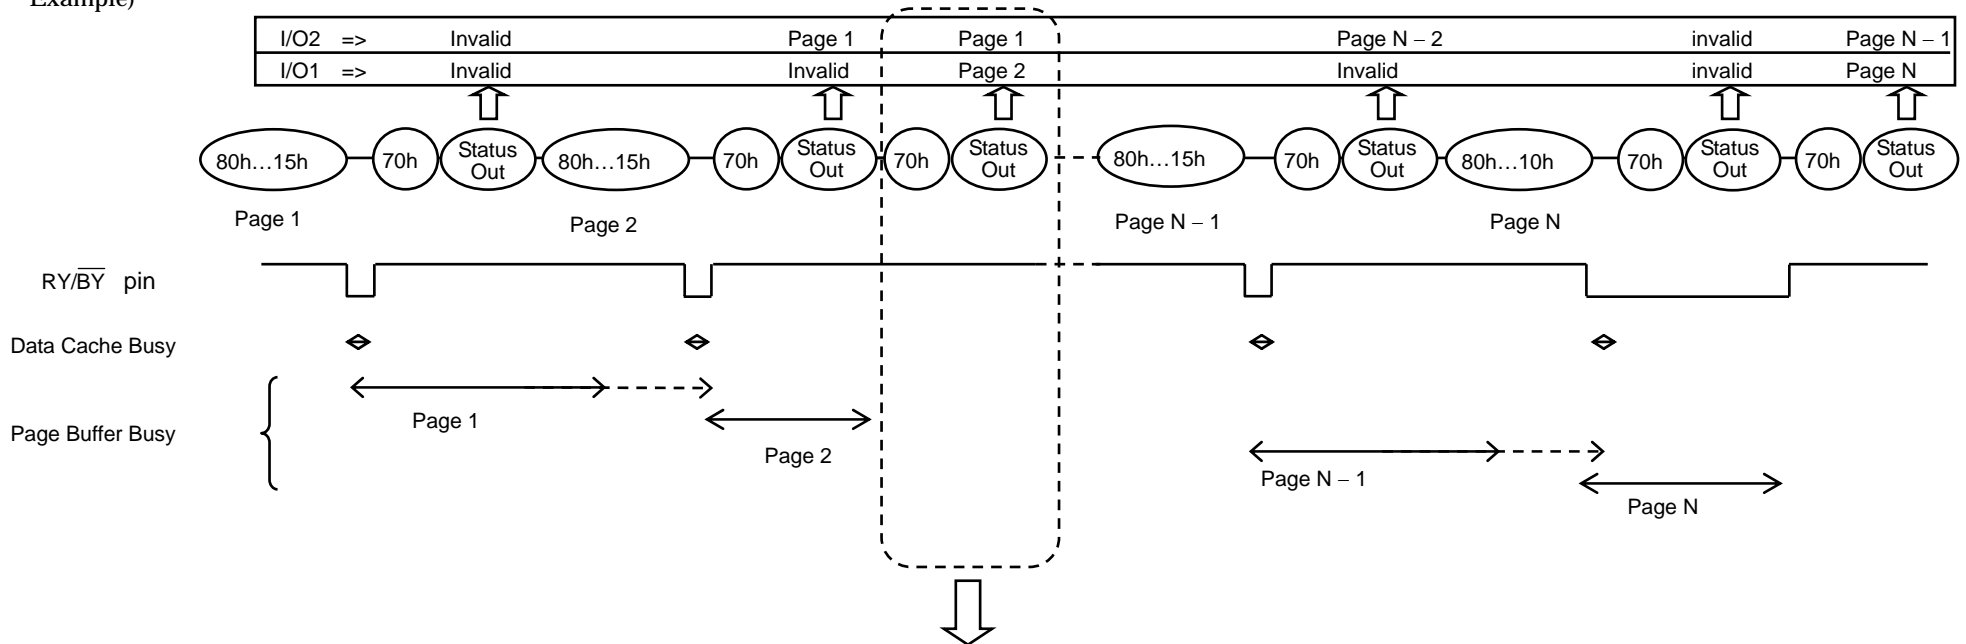 Example)
I/O2 => Invalid Page 1 Page 1 Page N – 2 invalid Page N – 1
I/O1 => Invalid Invalid Page 2 Invalid invalid Page N
80h…15h 70h Status Out 80h…15h 70h Status Out 70h Status Out 80h…15h 70h Status Out 80h…10h 70h Status Out 70h Status Out
Page 1 Page 2 Page N – 1 Page N
RY/B̅Y̅ pin
Data Cache Busy
Page 1
Page Buffer Busy
Page 2
Page N – 1
Page N